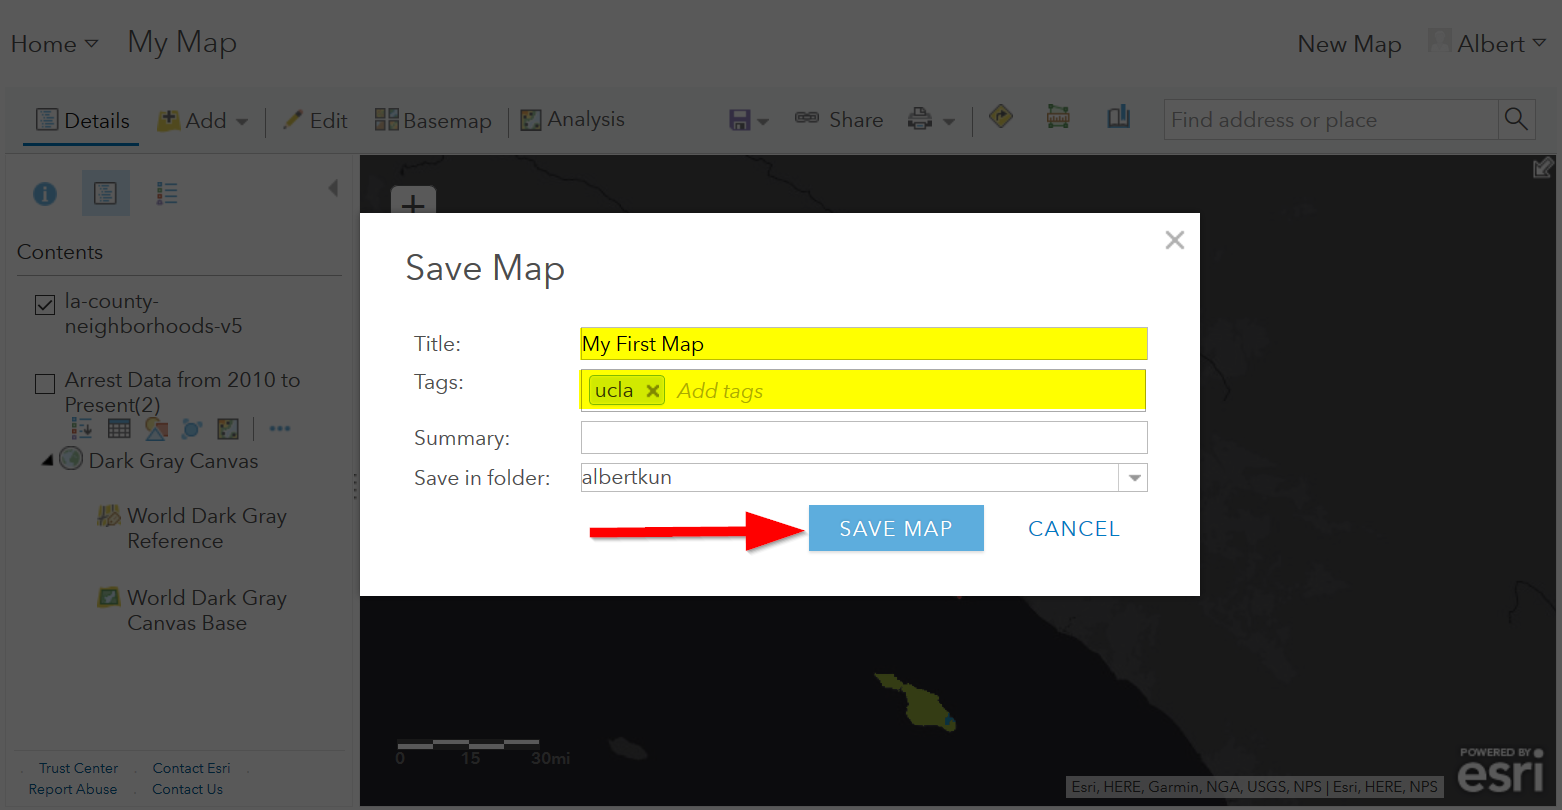 Home My Map New Map Albert
Details Add Edit Basemap Analysis Share Find address or place
Contents
la-county-
neighborhoods-v5
Arrest Data from 2010 to
Present(2)
Dark Gray Canvas
World Dark Gray
Reference
World Dark Gray
Canvas Base
Trust Center Contact Esri
Report Abuse Contact Us
+
Save Map
Title: My First Map
Tags: ucla Add tags
Summary:
Save in folder: albertkun
SAVE MAP CANCEL
0 15 30mi
POWERED BY
esri
Esri, HERE, Garmin, NGA, USGS, NPS | Esri, HERE, NPS